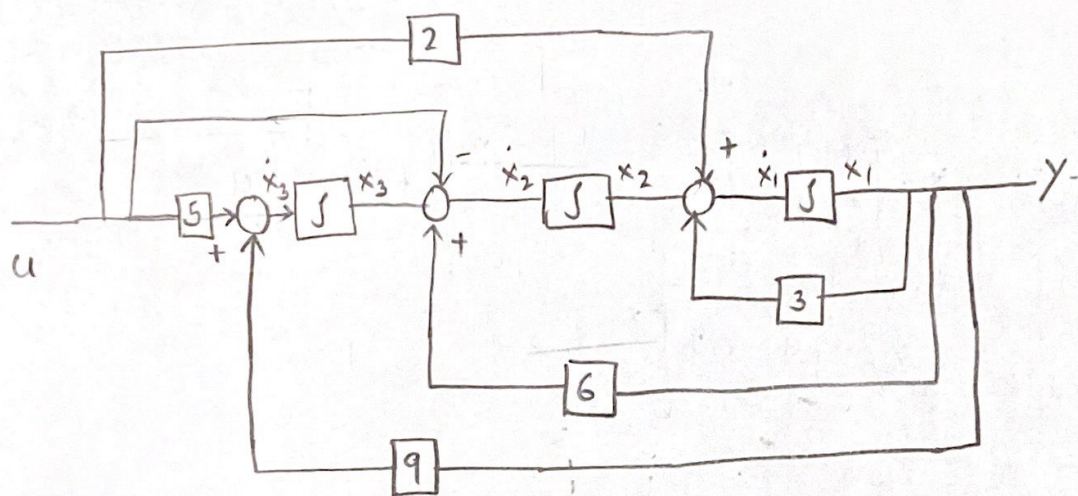 2
- + ẋ₃ x₃ ẋ₂ x₂ ẋ₁ x₁
u 5 ∫ ∫ ∫ y
+ +
3
6
9